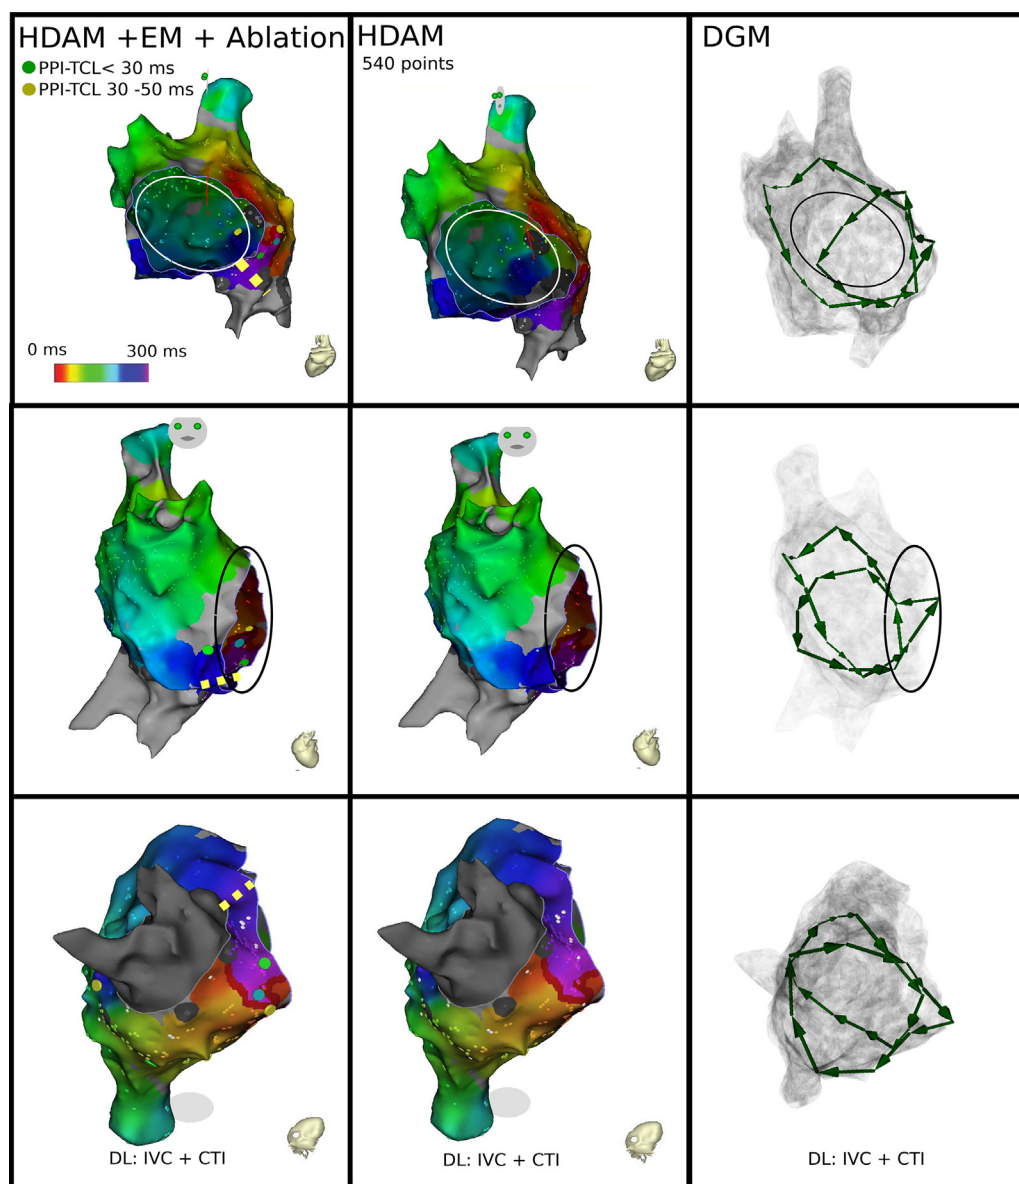 HDAM +EM + Ablation
PPI-TCL< 30 ms
PPI-TCL 30 -50 ms
0 ms 300 ms
HDAM
540 points
DGM
DL: IVC + CTI
DL: IVC + CTI
DL: IVC + CTI